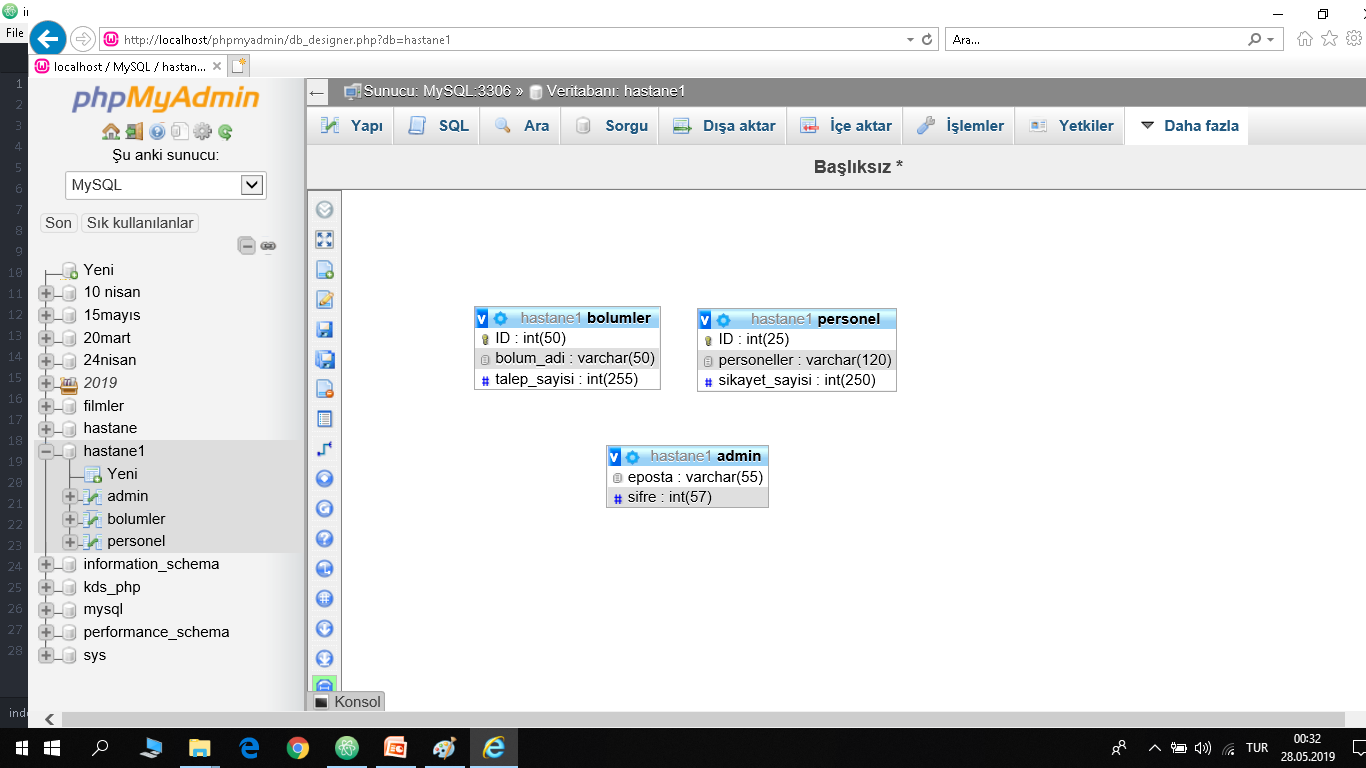 File
http://localhost/phpmyadmin/db_designer.php?db=hastane1
Ara...
localhost / MySQL / hastan...
phpMyAdmin
Şu anki sunucu:
MySQL
Son Sık kullanılanlar
Yeni
10 nisan
15mayıs
20mart
24nisan
2019
filmler
hastane
hastane1
Yeni
admin
bolumler
personel
information_schema
kds_php
mysql
performance_schema
sys
Sunucu: MySQL:3306 » Veritabanı: hastane1
Yapı SQL Ara Sorgu Dışa aktar İçe aktar İşlemler Yetkiler Daha fazla
Başlıksız *
v hastane1 bolumler
ID : int(50)
bolum_adi : varchar(50)
# talep_sayisi : int(255)
v hastane1 personel
ID : int(25)
personeller : varchar(120)
# sikayet_sayisi : int(250)
v hastane1 admin
eposta : varchar(55)
# sifre : int(57)
Konsol
1
2
3
4
5
6
7
8
9
10
11
12
13
14
15
16
17
18
19
20
21
22
23
24
25
26
27
28
TUR
00:32
28.05.2019